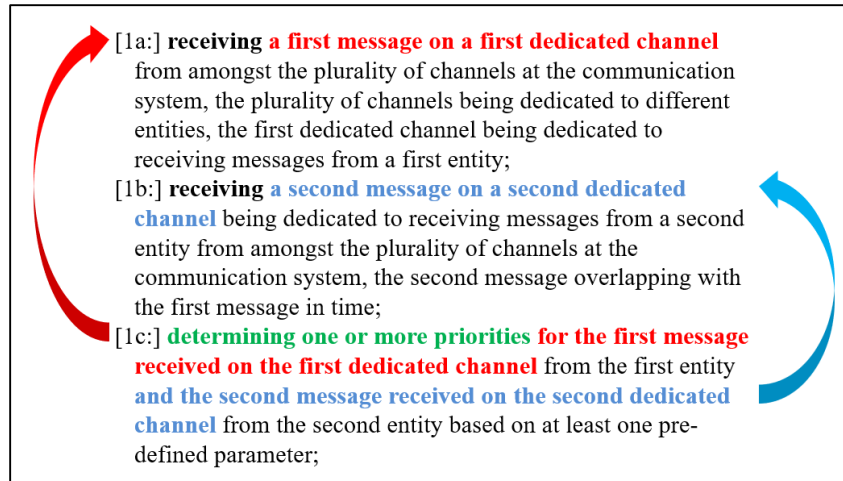 [1a:] receiving a first message on a first dedicated channel
from amongst the plurality of channels at the communication
system, the plurality of channels being dedicated to different
entities, the first dedicated channel being dedicated to
receiving messages from a first entity;
[1b:] receiving a second message on a second dedicated
channel being dedicated to receiving messages from a second
entity from amongst the plurality of channels at the
communication system, the second message overlapping with
the first message in time;
[1c:] determining one or more priorities for the first message
received on the first dedicated channel from the first entity
and the second message received on the second dedicated
channel from the second entity based on at least one pre-
defined parameter;